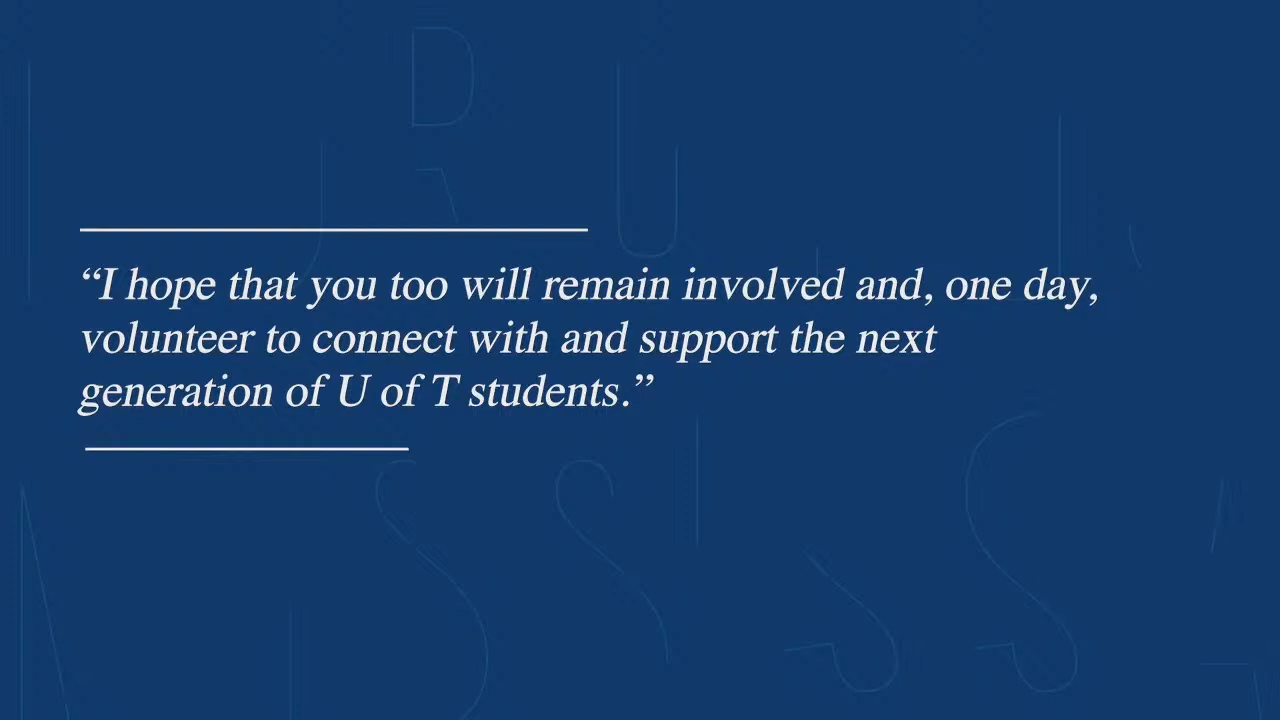 “I hope that you too will remain involved and, one day,
volunteer to connect with and support the next
generation of U of T students.”